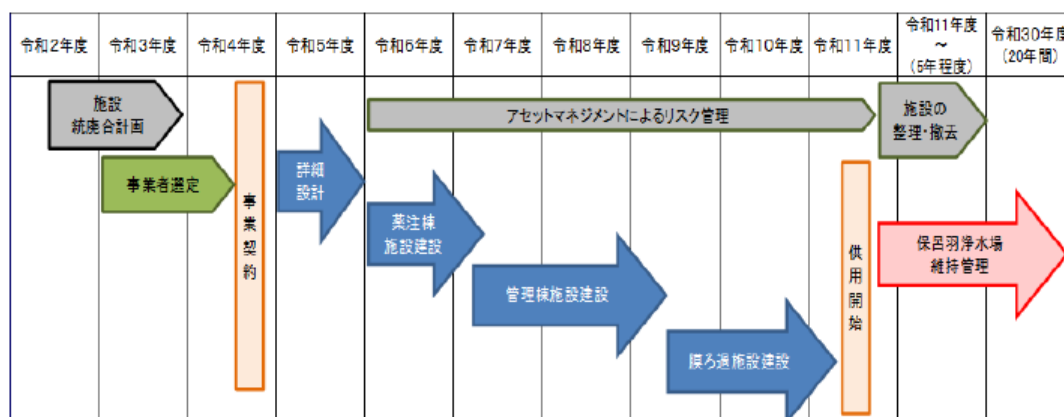 令和2年度
令和3年度
令和4年度
令和5年度
令和6年度
令和7年度
令和8年度
令和9年度
令和10年度
令和11年度
令和11年度
～
(5年程度)
令和30年度
(20年間)
施設
統廃合計画
アセットマネジメントによるリスク管理
施設の
整理・撤去
事業者選定
事業契約
詳細
設計
薬注棟
施設建設
管理棟施設建設
膜ろ過施設建設
供用開始
保呂羽浄水場
維持管理